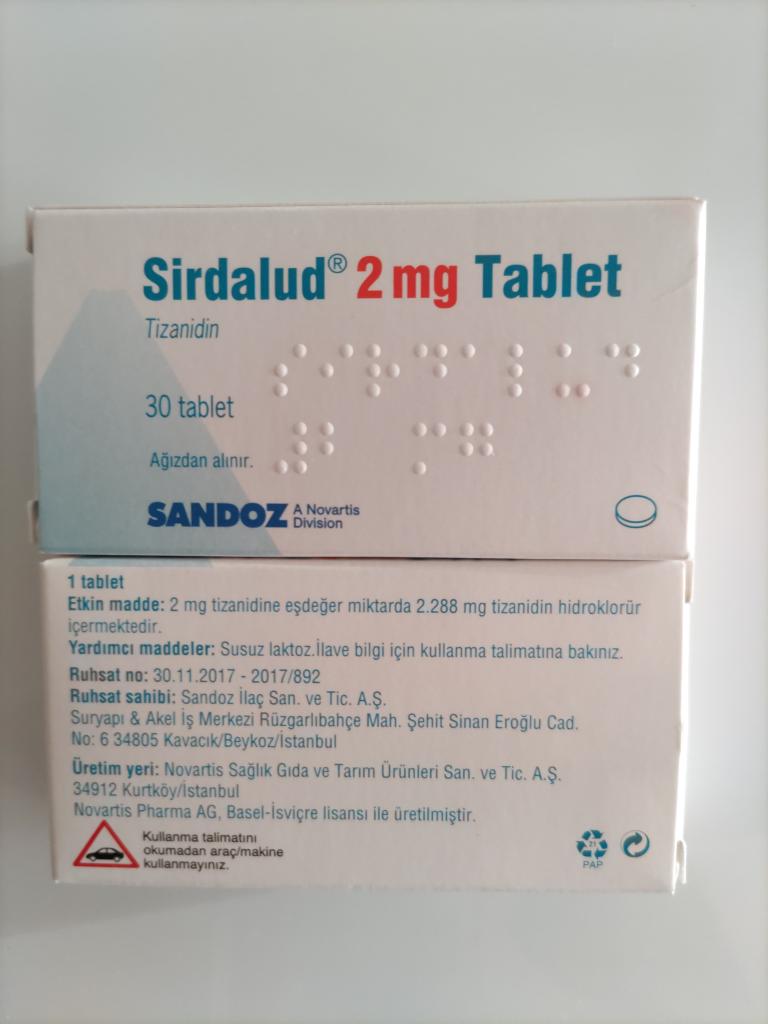 Sirdalud® 2 mg Tablet
Tizanidin
30 tablet
Ağızdan alınır.
SANDOZ A Novartis
Division
1 tablet
Etkin madde: 2 mg tizanidine eşdeğer miktarda 2.288 mg tizanidin hidroklorür
içermektedir.
Yardımcı maddeler: Susuz laktoz.İlave bilgi için kullanma talimatına bakınız.
Ruhsat no: 30.11.2017 - 2017/892
Ruhsat sahibi: Sandoz İlaç San. ve Tic. A.Ş.
Suryapı & Akel İş Merkezi Rüzgarlıbahçe Mah. Şehit Sinan Eroğlu Cad.
No: 6 34805 Kavacık/Beykoz/İstanbul
Üretim yeri: Novartis Sağlık Gıda ve Tarım Ürünleri San. ve Tic. A.Ş.
34912 Kurtköy/İstanbul
Novartis Pharma AG, Basel-İsviçre lisansı ile üretilmiştir.
Kullanma talimatını
okumadan araç/makine
kullanmayınız.
21
PAP